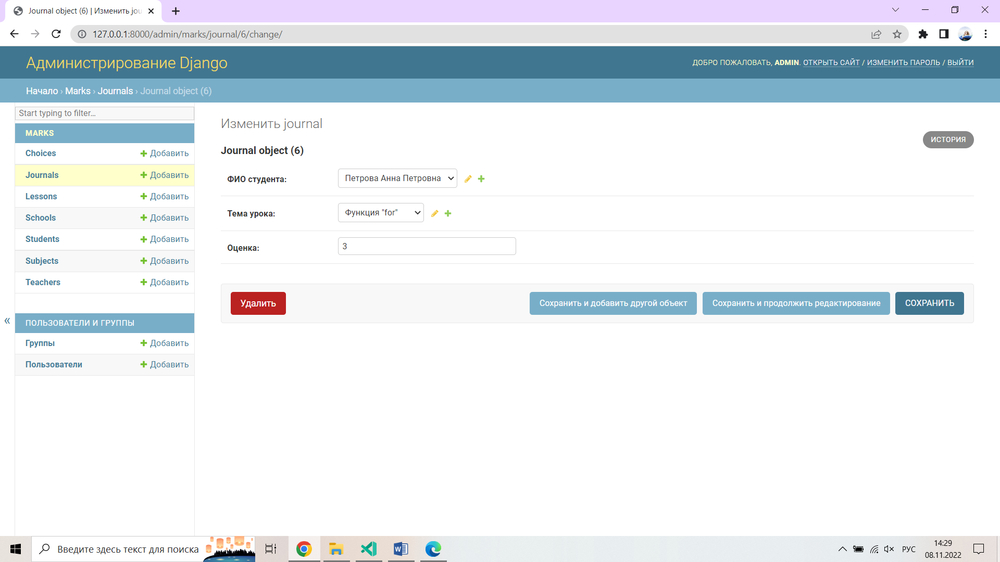 Journal object (6) | Изменить jou
127.0.0.1:8000/admin/marks/journal/6/change/
Администрирование Django
ДОБРО ПОЖАЛОВАТЬ, ADMIN. ОТКРЫТЬ САЙТ / ИЗМЕНИТЬ ПАРОЛЬ / ВЫЙТИ
Начало › Marks › Journals › Journal object (6)
Start typing to filter...
MARKS
Choices Добавить
Journals Добавить
Lessons Добавить
Schools Добавить
Students Добавить
Subjects Добавить
Teachers Добавить
«
ПОЛЬЗОВАТЕЛИ И ГРУППЫ
Группы Добавить
Пользователи Добавить
Изменить journal
ИСТОРИЯ
Journal object (6)
ФИО студента: Петрова Анна Петровна
Тема урока: Функция "for"
Оценка: 3
Удалить Сохранить и добавить другой объект Сохранить и продолжить редактирование СОХРАНИТЬ
Введите здесь текст для поиска
РУС
14:29
08.11.2022